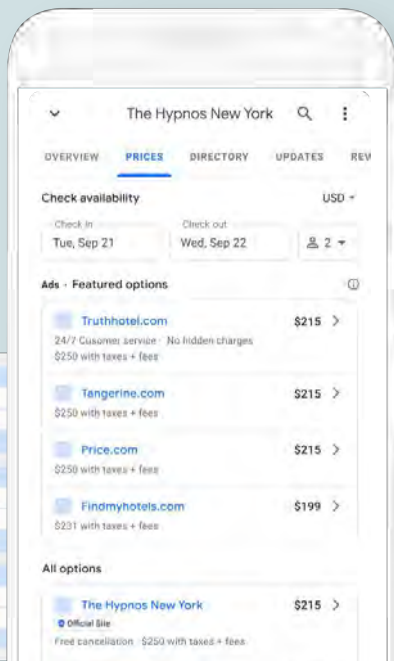 The Hypnos New York
OVERVIEW PRICES DIRECTORY UPDATES REV
Check availability USD
Check in Check out
Tue, Sep 21 Wed, Sep 22 2
Ads · Featured options
Truthhotel.com $215
24/7 Cusomer service · No hidden charges
$250 with taxes + fees
Tangerine.com $215
$250 with taxes + fees
Price.com $215
$250 with taxes + fees
Findmyhotels.com $199
$231 with taxes + fees
All options
The Hypnos New York $215
Official Site
Free cancellation · $250 with taxes + fees